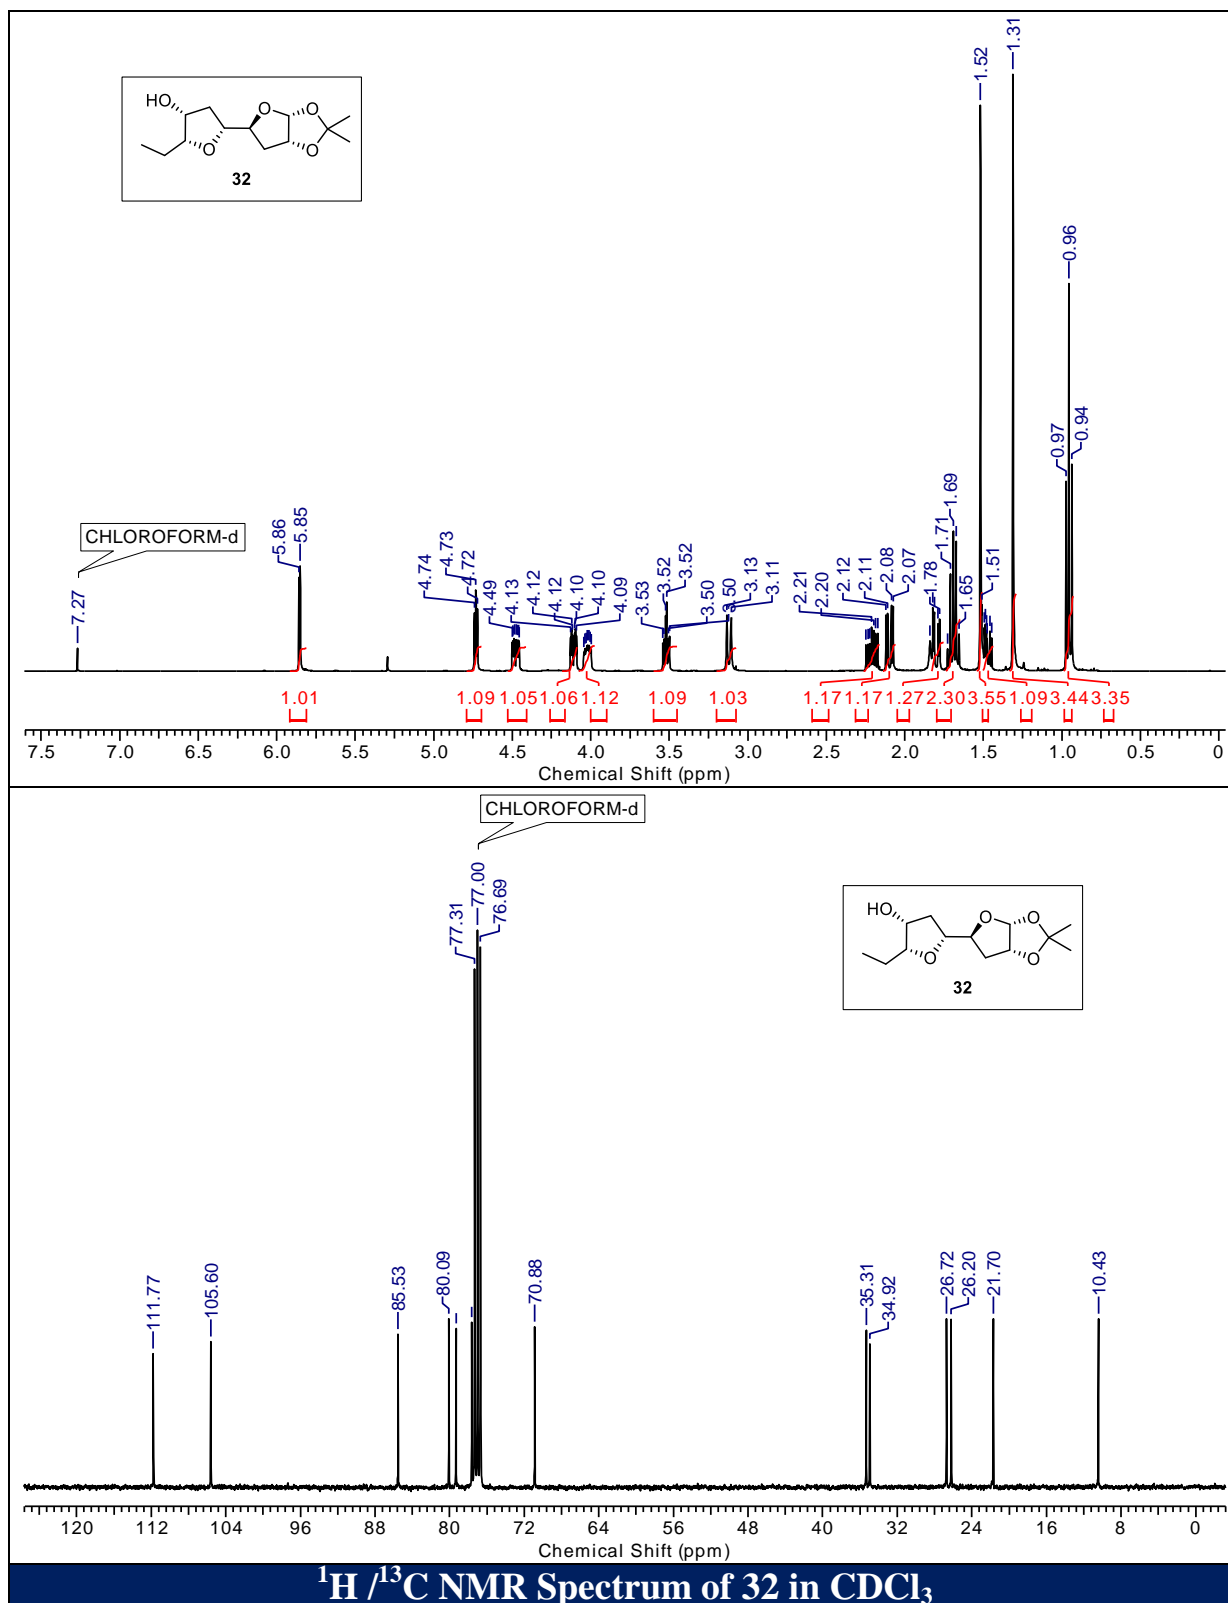 1.31
1.52
0.96
HO
O
O
O
O
32
0.97
0.94
CHLOROFORM-d
7.27
5.86
5.85
4.74
4.73
4.72
4.49
4.13
4.12
4.12
4.10
4.10
4.09
3.53
3.52
3.52
3.50
3.50
3.13
3.11
2.21
2.20
2.12
2.11
2.08
2.07
1.78
1.71
1.69
1.65
1.51
1.01 1.09 1.05 1.06 1.12 1.09 1.03 1.17 1.17 1.27 2.30 3.55 1.09 3.44 3.35
7.5 7.0 6.5 6.0 5.5 5.0 4.5 4.0 3.5 3.0 2.5 2.0 1.5 1.0 0.5 0
Chemical Shift (ppm)
CHLOROFORM-d
77.31
77.00
76.69
HO
O
O
O
O
32
111.77
105.60
85.53
80.09
70.88
35.31
34.92
26.72
26.20
21.70
10.43
120 112 104 96 88 80 72 64 56 48 40 32 24 16 8 0
Chemical Shift (ppm)
¹H /¹³C NMR Spectrum of 32 in CDCl₃